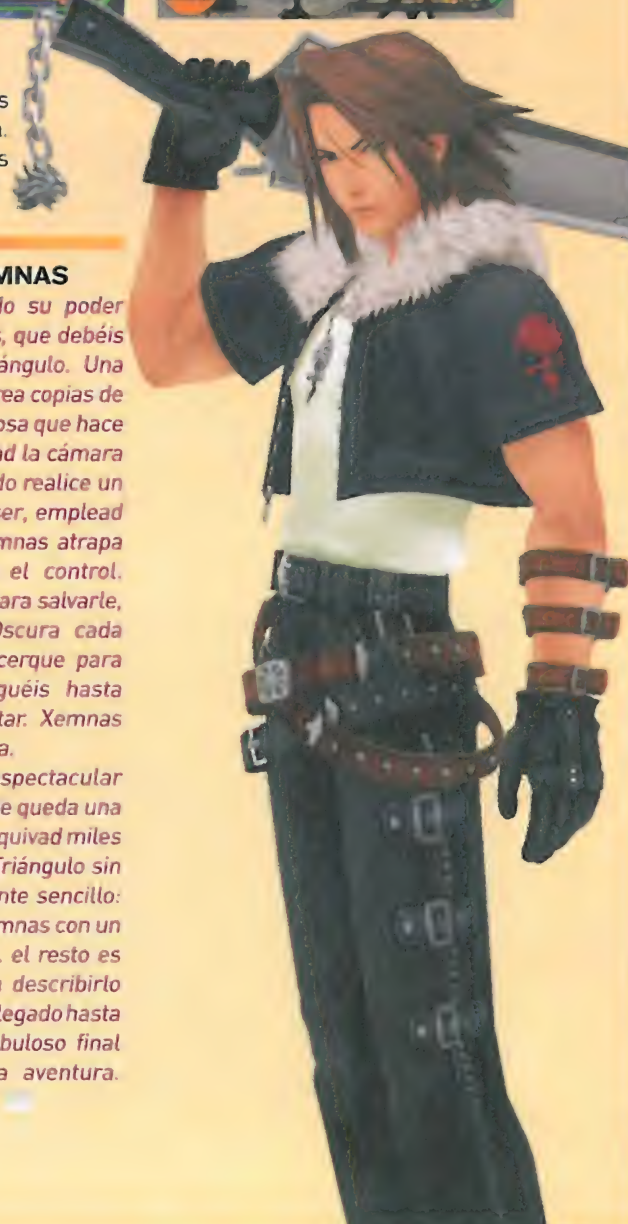 s
.
s
MNAS
do su poder
s, que debéis
ángulo. Una
rea copias de
osa que hace
ad la cámara
do realice un
ser, emplead
mnas atrapa
el control.
ara salvarle,
Oscura cada
cerque para
guéis hasta
tar. Xemnas
a.
spectacular
e queda una
quivad miles
Triángulo sin
nte sencillo:
mnas con un
, el resto es
a describirlo
legado hasta
buloso final
a aventura.